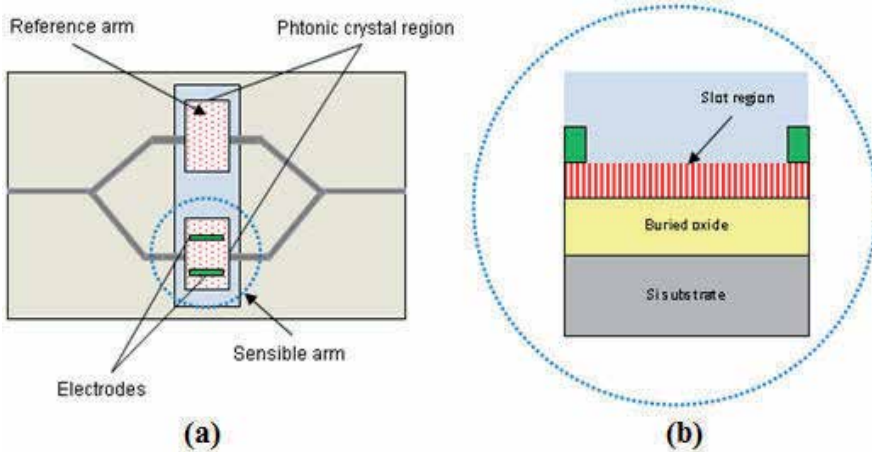 Reference arm
Phtonic crystal region
Slot region
Buried oxide
Si substrate
Sensible arm
Electrodes
(a)
(b)